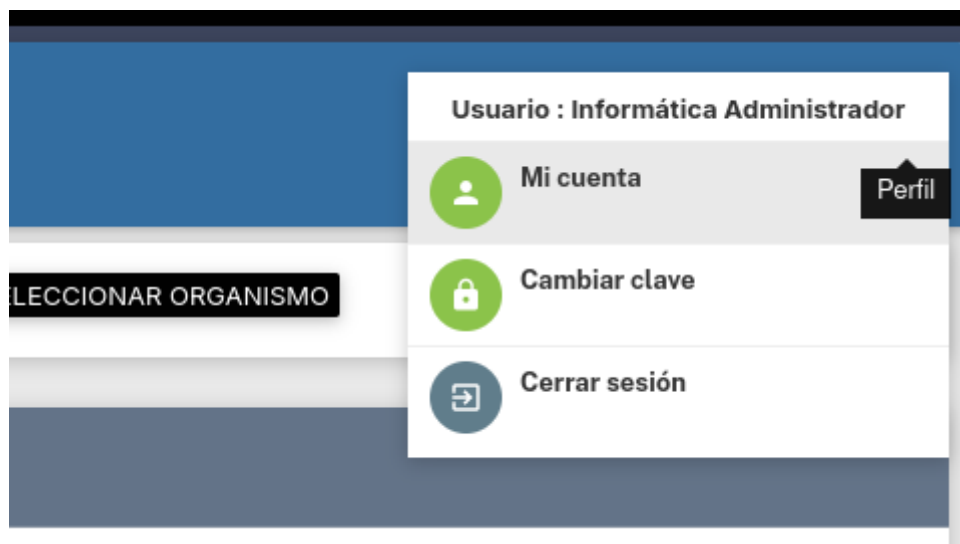 Usuario : Informática Administrador
Mi cuenta
Perfil
ELECCIONAR ORGANISMO
Cambiar clave
Cerrar sesión